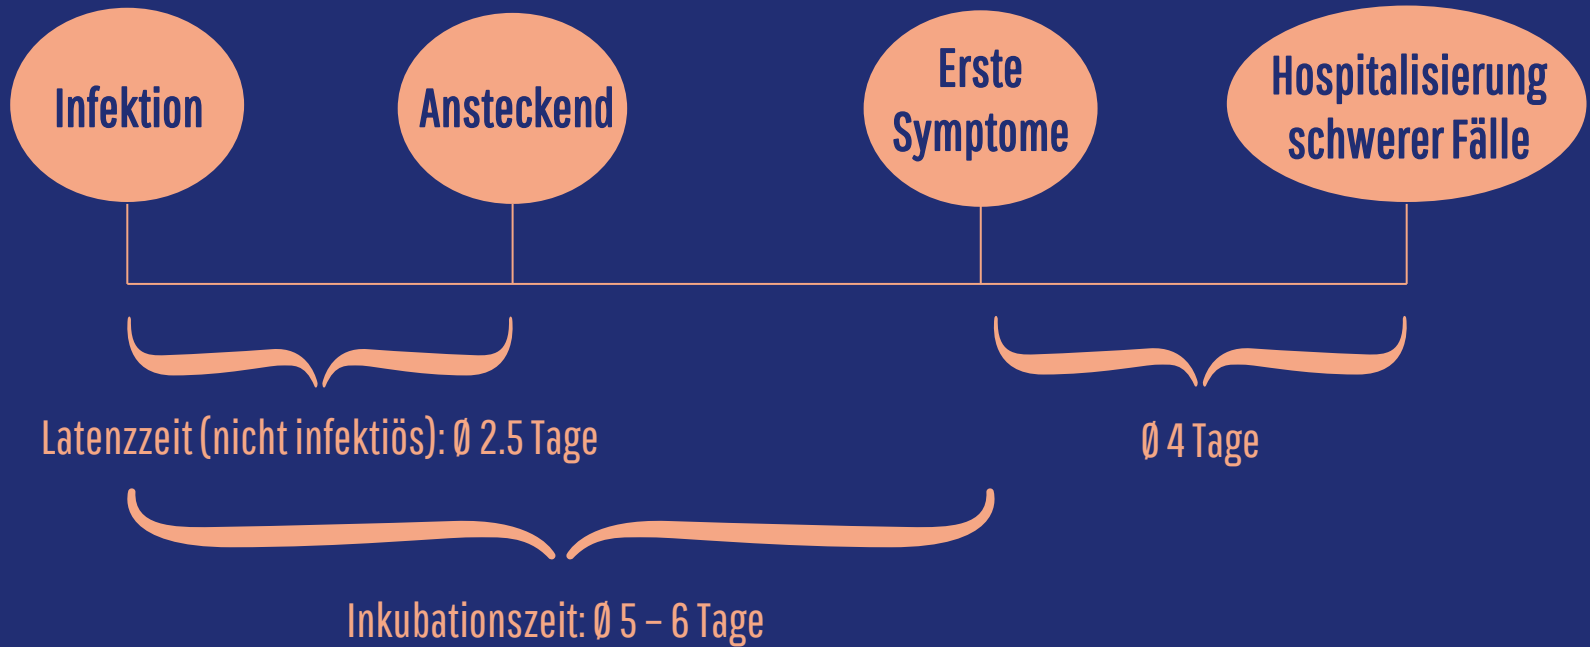 Infektion
Ansteckend
Erste
Symptome
Hospitalisierung
schwerer Fälle
Latenzzeit (nicht infektiös): Ø 2.5 Tage
Ø 4 Tage
Inkubationszeit: Ø 5 – 6 Tage